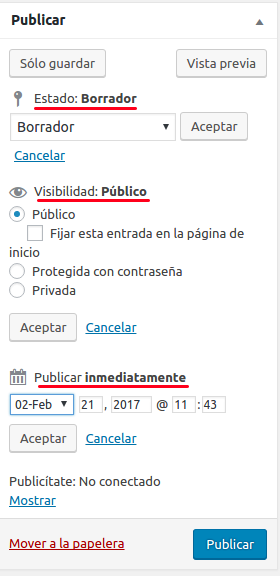 Publicar
Sólo guardar Vista previa
Estado: Borrador
Borrador Aceptar
Cancelar
Visibilidad: Público
Público
Fijar esta entrada en la página de
inicio
Protegida con contraseña
Privada
Aceptar Cancelar
Publicar inmediatamente
02-Feb 21, 2017 @ 11:43
Aceptar Cancelar
Publicítate: No conectado
Mostrar
Mover a la papelera Publicar